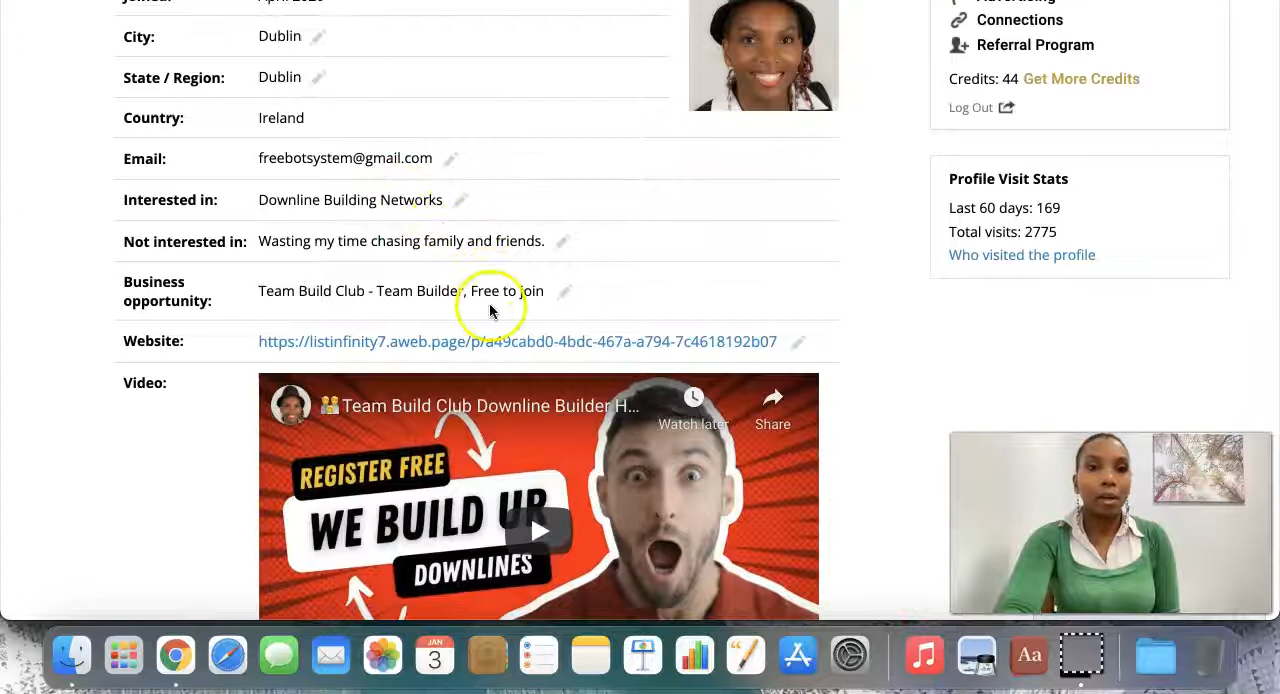 City: Dublin
State / Region: Dublin
Country: Ireland
Email: freebotsystem@gmail.com
Interested in: Downline Building Networks
Not interested in: Wasting my time chasing family and friends.
Business opportunity: Team Build Club - Team Builder, Free to join
Website: https://listinfinity7.aweb.page/p/a49cabd0-4bdc-467a-a794-7c4618192b07
Video:
Team Build Club Downline Builder H...
Watch later
Share
REGISTER FREE
WE BUILD UR
DOWNLINES
Connections
Referral Program
Credits: 44 Get More Credits
Log Out
Profile Visit Stats
Last 60 days: 169
Total visits: 2775
Who visited the profile
JAN
3
Aa